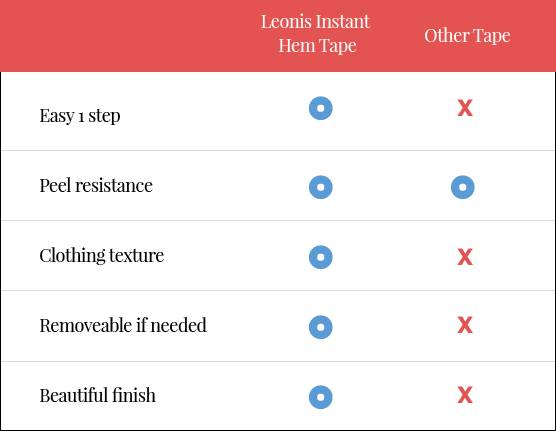 Leonis Instant
Hem Tape
Other Tape
Easy 1 step
X
Peel resistance
Clothing texture
X
Removeable if needed
X
Beautiful finish
X